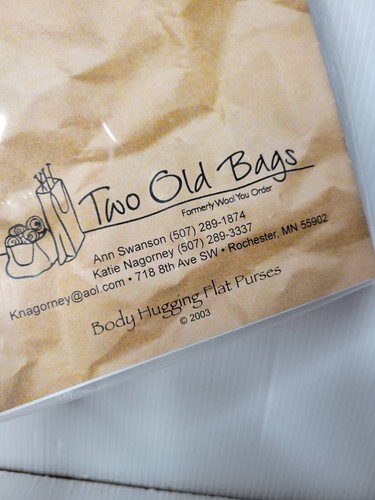 Two Old Bags
Formerly Wool You Order
Ann Swanson (507) 289-1874
Katie Nagorney (507) 289-3337
Knagorney@aol.com • 718 8th Ave SW • Rochester, MN 55902
Body Hugging Flat Purses
© 2003